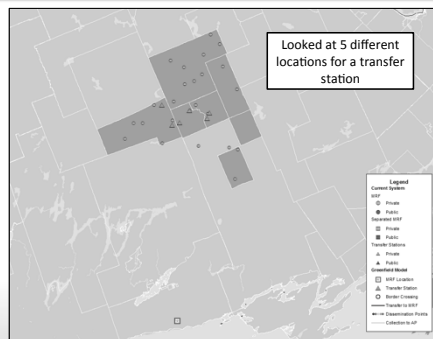 Looked at 5 different
locations for a transfer
station
Legend
Current System
MRF
Private
Public
Separated MRF
Private
Public
Transfer Stations
Private
Public
Greenfield Model
MRF Location
Transfer Station
Border Crossing
Transfer to MRF
Dissemination Points
Collection to A/P